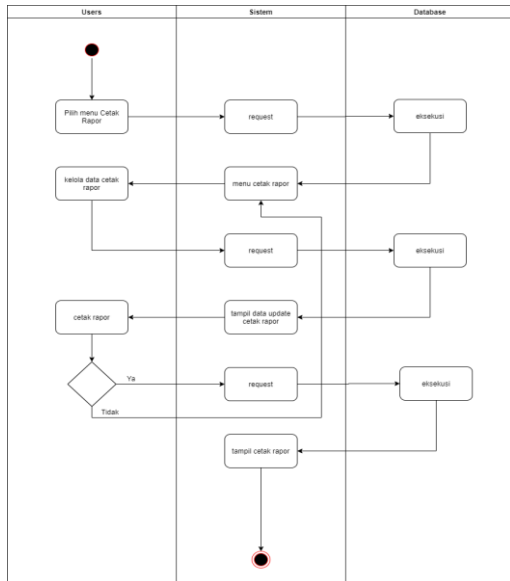 Users
Sistem
Database
Pilih menu Cetak
Rapor
request
eksekusi
kelola data cetak
rapor
menu cetak rapor
request
eksekusi
cetak rapor
tampil data update
cetak rapor
Ya
request
eksekusi
Tidak
tampil cetak rapor